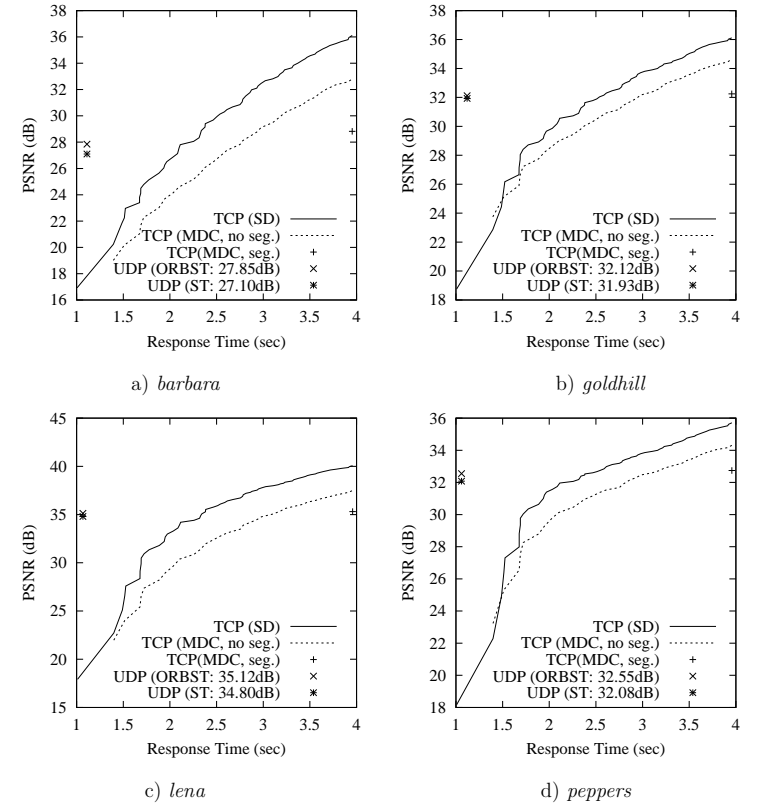 38
36
34
32
30
28
26
24
22
20
18
16
PSNR (dB)
TCP (SD)
TCP (MDC, no seg.)
TCP(MDC, seg.)
UDP (ORBST: 27.85dB)
UDP (ST: 27.10dB)
1 1.5 2 2.5 3 3.5 4
Response Time (sec)
a) barbara
38
36
34
32
30
28
26
24
22
20
18
PSNR (dB)
TCP (SD)
TCP (MDC, no seg.)
TCP(MDC, seg.)
UDP (ORBST: 32.12dB)
UDP (ST: 31.93dB)
1 1.5 2 2.5 3 3.5 4
Response Time (sec)
b) goldhill
45
40
35
30
25
20
15
PSNR (dB)
TCP (SD)
TCP (MDC, no seg.)
TCP(MDC, seg.)
UDP (ORBST: 35.12dB)
UDP (ST: 34.80dB)
1 1.5 2 2.5 3 3.5 4
Response Time (sec)
c) lena
36
34
32
30
28
26
24
22
20
18
PSNR (dB)
TCP (SD)
TCP (MDC, no seg.)
TCP(MDC, seg.)
UDP (ORBST: 32.55dB)
UDP (ST: 32.08dB)
1 1.5 2 2.5 3 3.5 4
Response Time (sec)
d) peppers